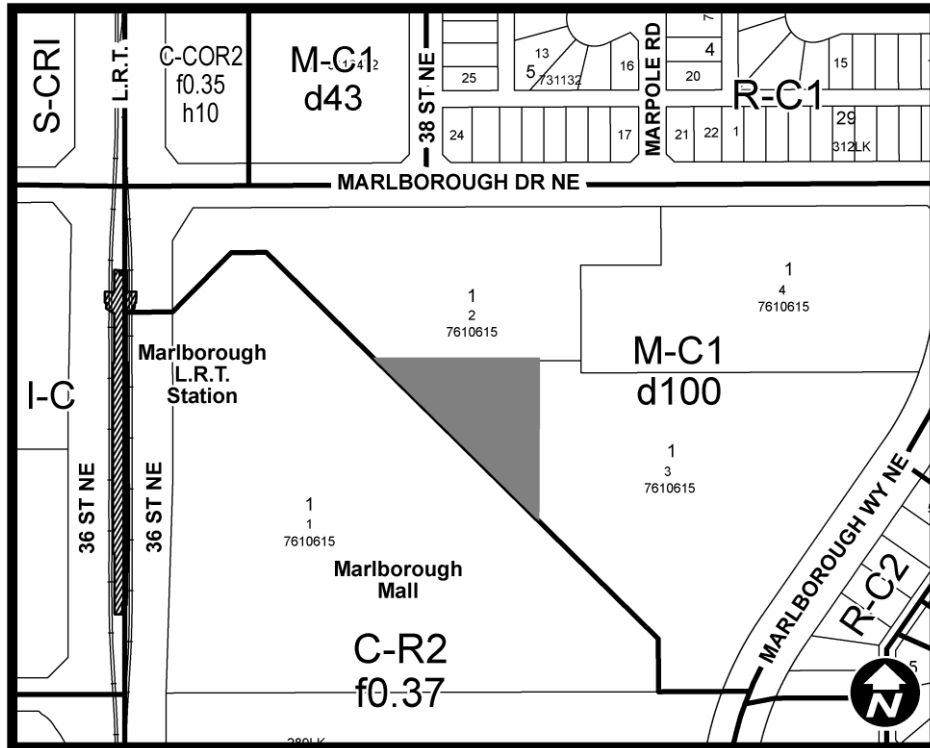 S-CRI
L.R.T.
C-COR2
f0.35
h10
M-C1
d43
38 ST NE
25
24
13
5
731132
16
17
MARPOLE RD
7
4
20
21
22
1
R-C1
15
29
312LK
MARLBOROUGH DR NE
1
2
7610615
1
4
7610615
M-C1
d100
Marlborough
L.R.T.
Station
I-C
36 ST NE
36 ST NE
1
3
7610615
1
1
7610615
Marlborough
Mall
C-R2
f0.37
MARLBOROUGH WY NE
R-C2
5
N